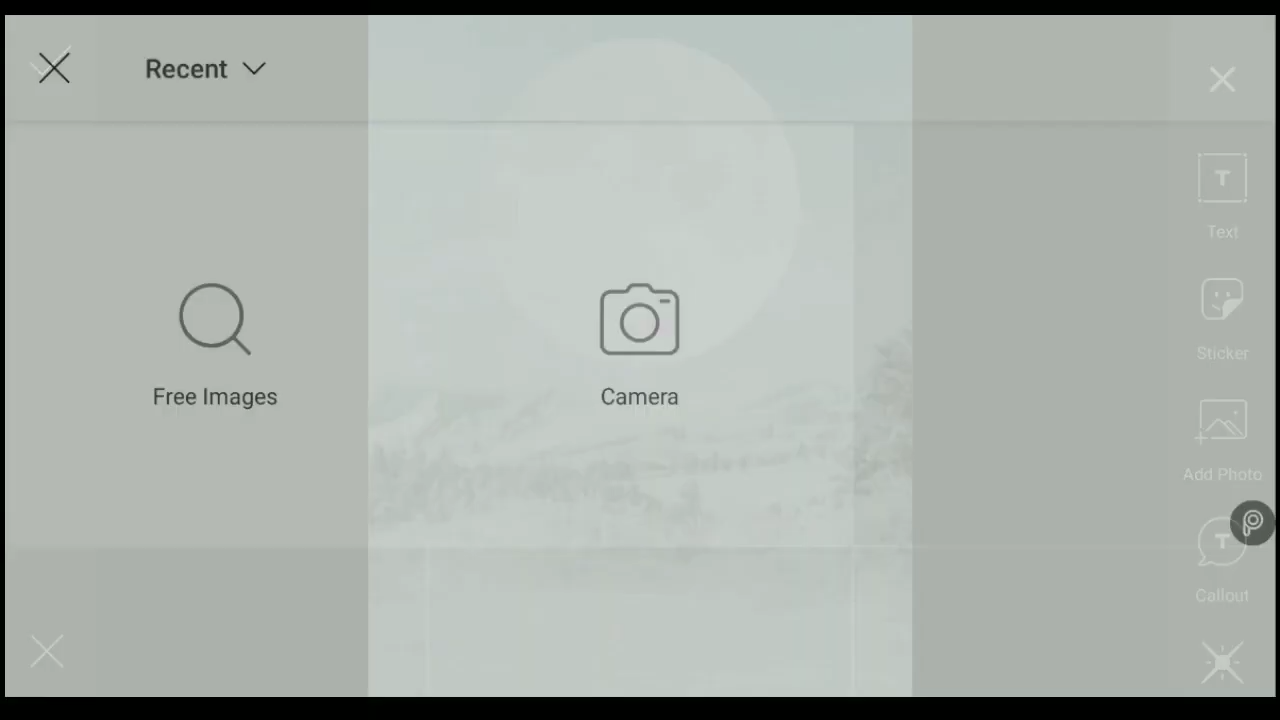 Recent
T
Text
Sticker
Free Images
Camera
Add Photo
T
Callout